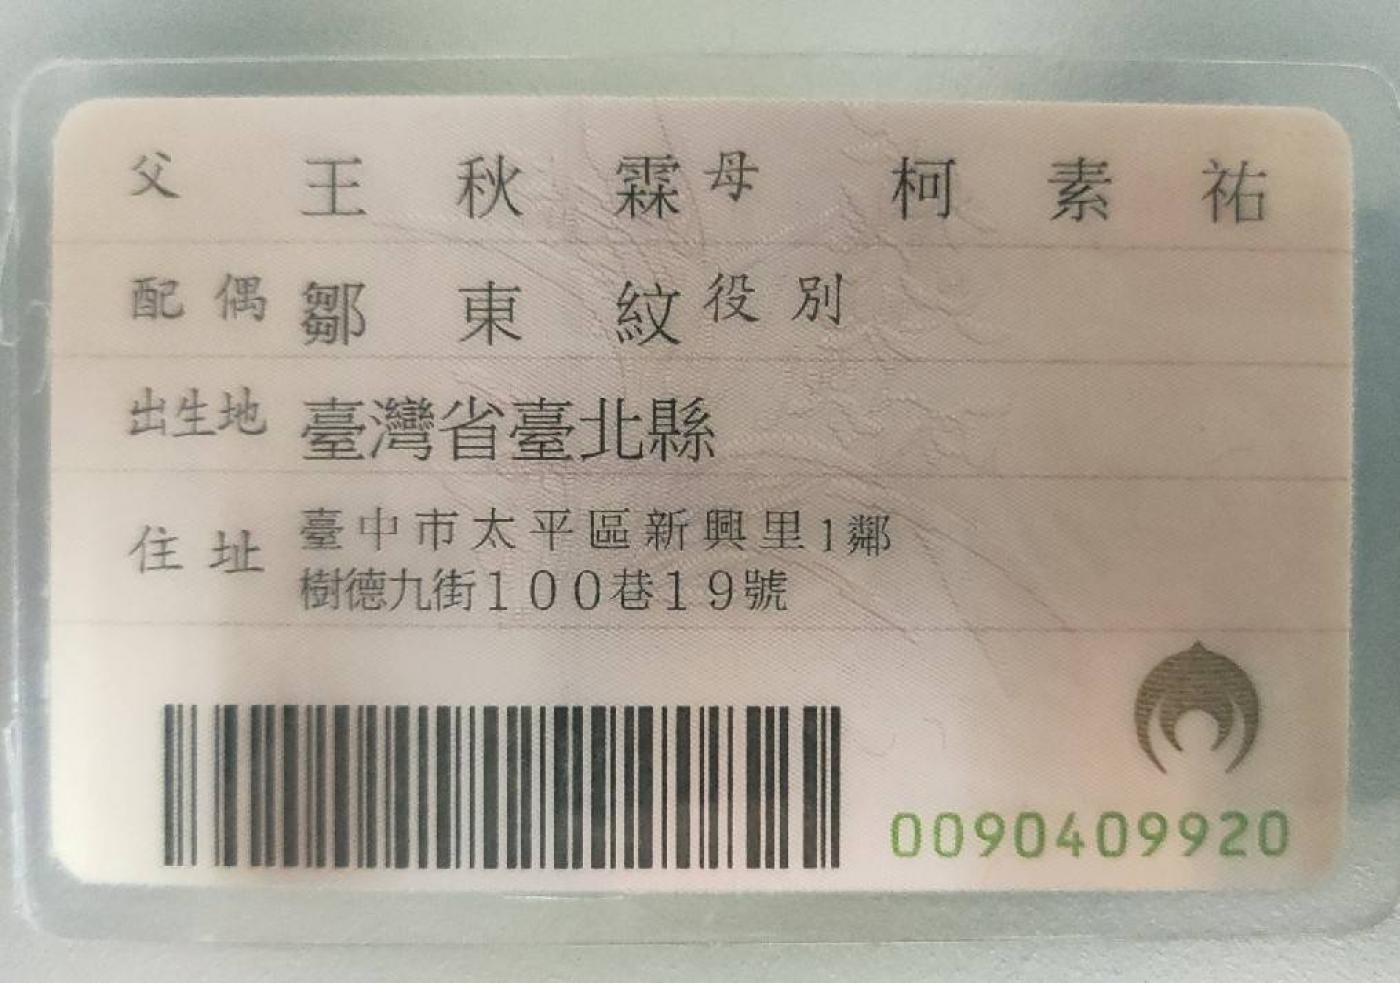 父 王秋霖 母 柯素祐
配偶 鄒東紋 役別
出生地 臺灣省臺北縣
住址 臺中市太平區新興里1鄰
樹德九街100巷19號
0090409920